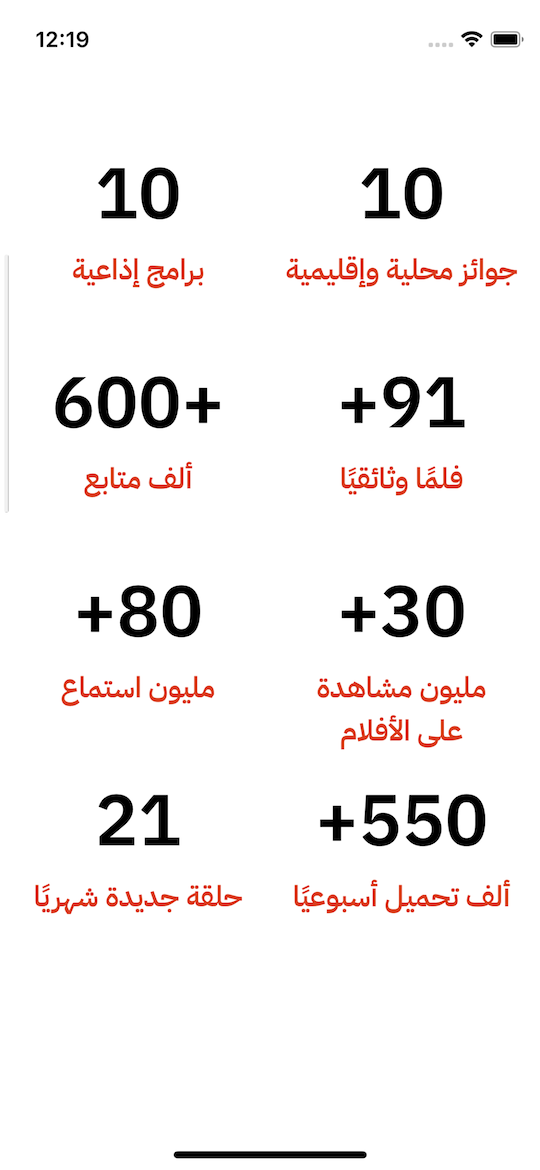 12:19
10
جوائز محلية وإقليمية
10
برامج إذاعية
+91
فلمًا وثائقيًا
600+
ألف متابع
+30
مليون مشاهدة
على الأفلام
+80
مليون استماع
+550
ألف تحميل أسبوعيًا
21
حلقة جديدة شهريًا